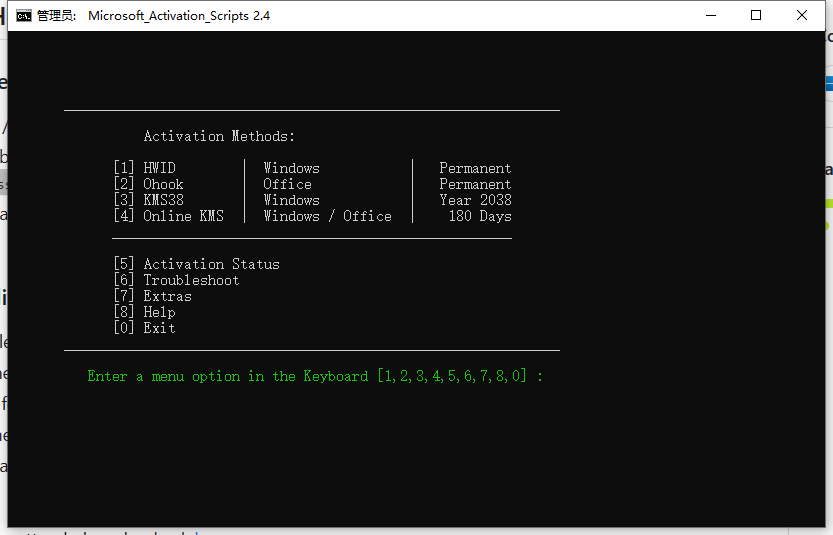 管理员: Microsoft_Activation_Scripts 2.4
Activation Methods:
[1] HWID | Windows | Permanent
[2] Ohook | Office | Permanent
[3] KMS38 | Windows | Year 2038
[4] Online KMS | Windows / Office | 180 Days
[5] Activation Status
[6] Troubleshoot
[7] Extras
[8] Help
[0] Exit
Enter a menu option in the Keyboard [1,2,3,4,5,6,7,8,0] :